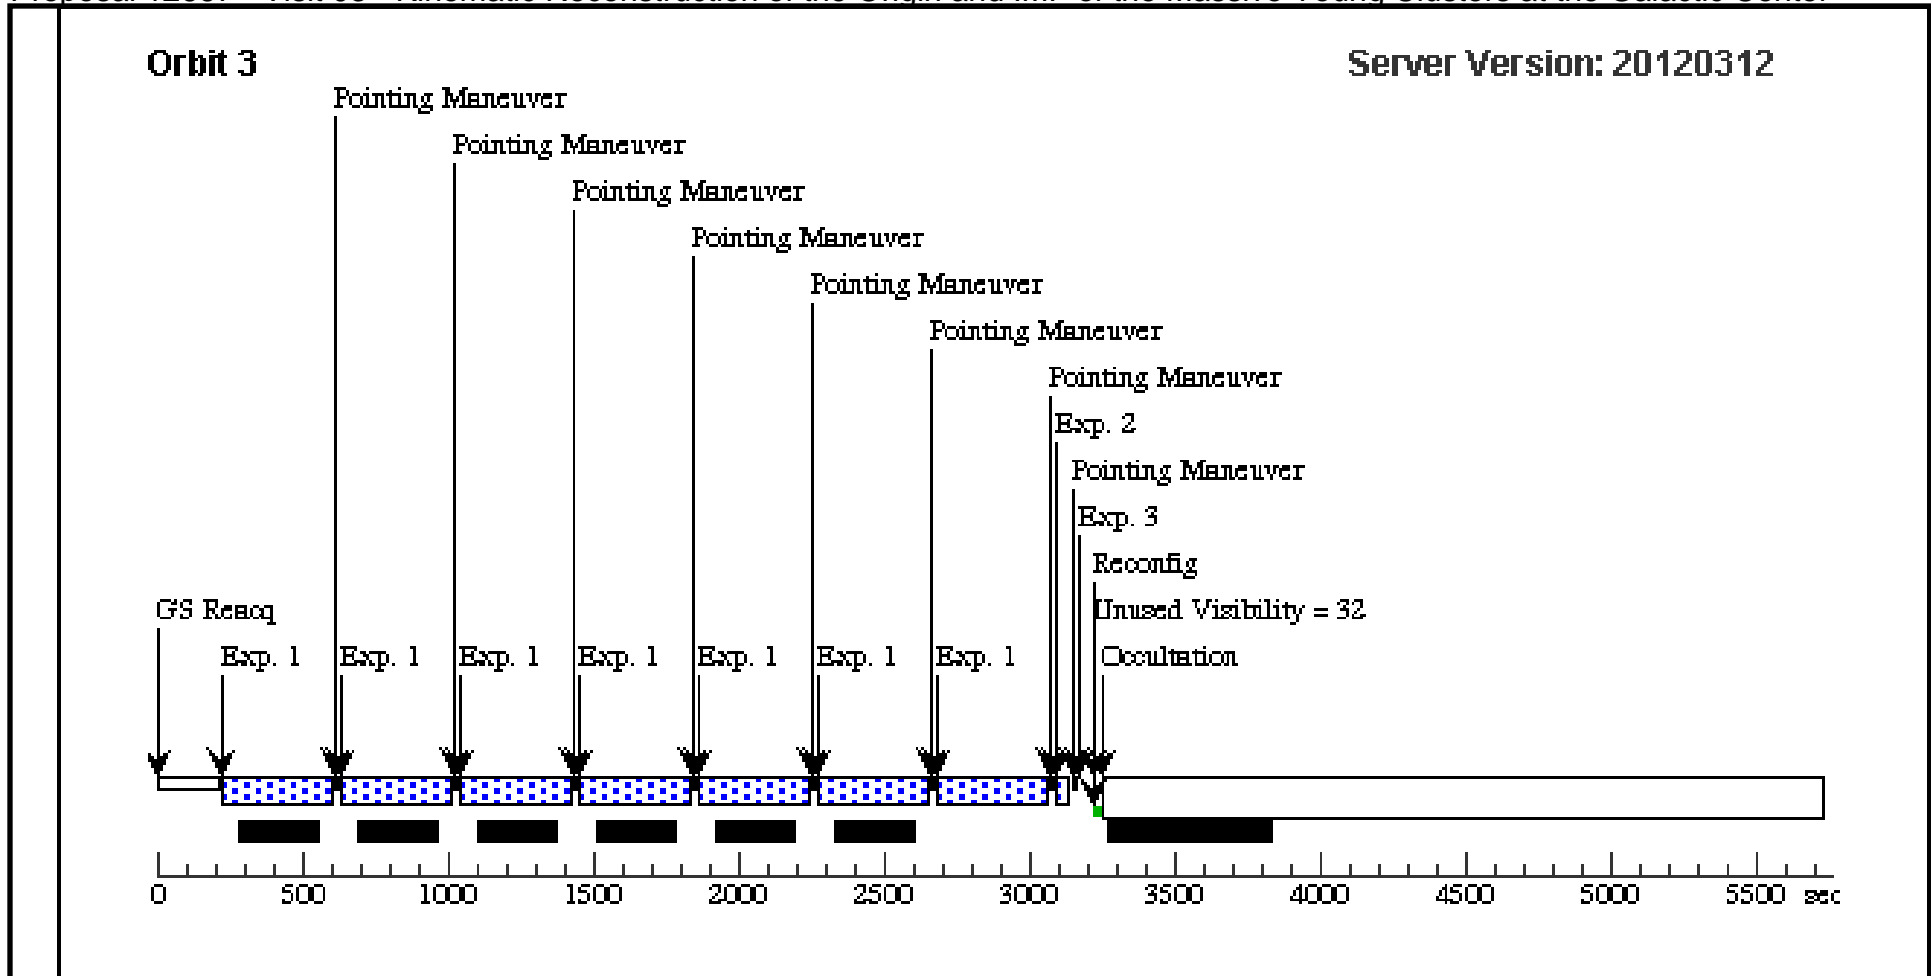 Orbit 3
Server Version: 20120312
Pointing Maneuver
Pointing Maneuver
Pointing Maneuver
Pointing Maneuver
Pointing Maneuver
Pointing Maneuver
Pointing Maneuver
Exp. 2
Pointing Maneuver
Exp. 3
Reconfig
GS Reacq
Unused Visibility = 32
Exp. 1 Exp. 1 Exp. 1 Exp. 1 Exp. 1 Exp. 1 Exp. 1 Occultation
0 500 1000 1500 2000 2500 3000 3500 4000 4500 5000 5500 sec